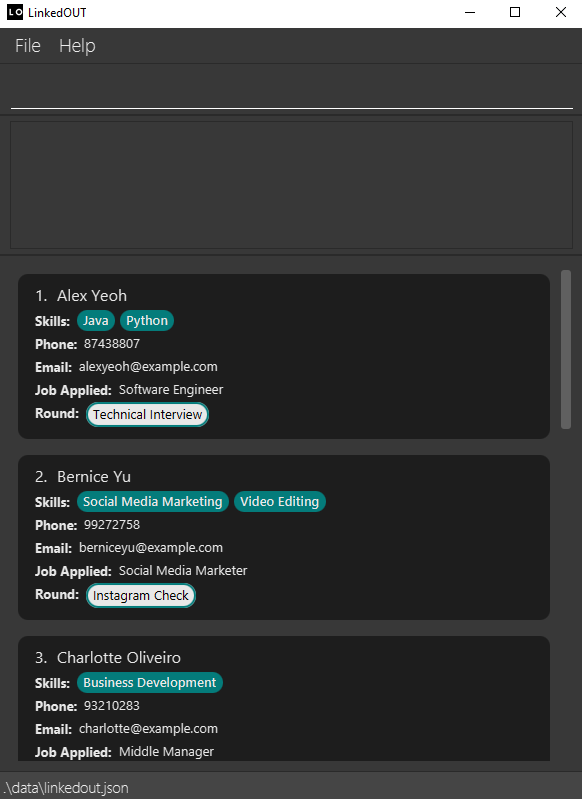 LO LinkedOUT
File Help
1. Alex Yeoh
Skills: Java Python
Phone: 87438807
Email: alexyeoh@example.com
Job Applied: Software Engineer
Round: Technical Interview
2. Bernice Yu
Skills: Social Media Marketing Video Editing
Phone: 99272758
Email: berniceyu@example.com
Job Applied: Social Media Marketer
Round: Instagram Check
3. Charlotte Oliveiro
Skills: Business Development
Phone: 93210283
Email: charlotte@example.com
Job Applied: Middle Manager
.\data\linkedout.json